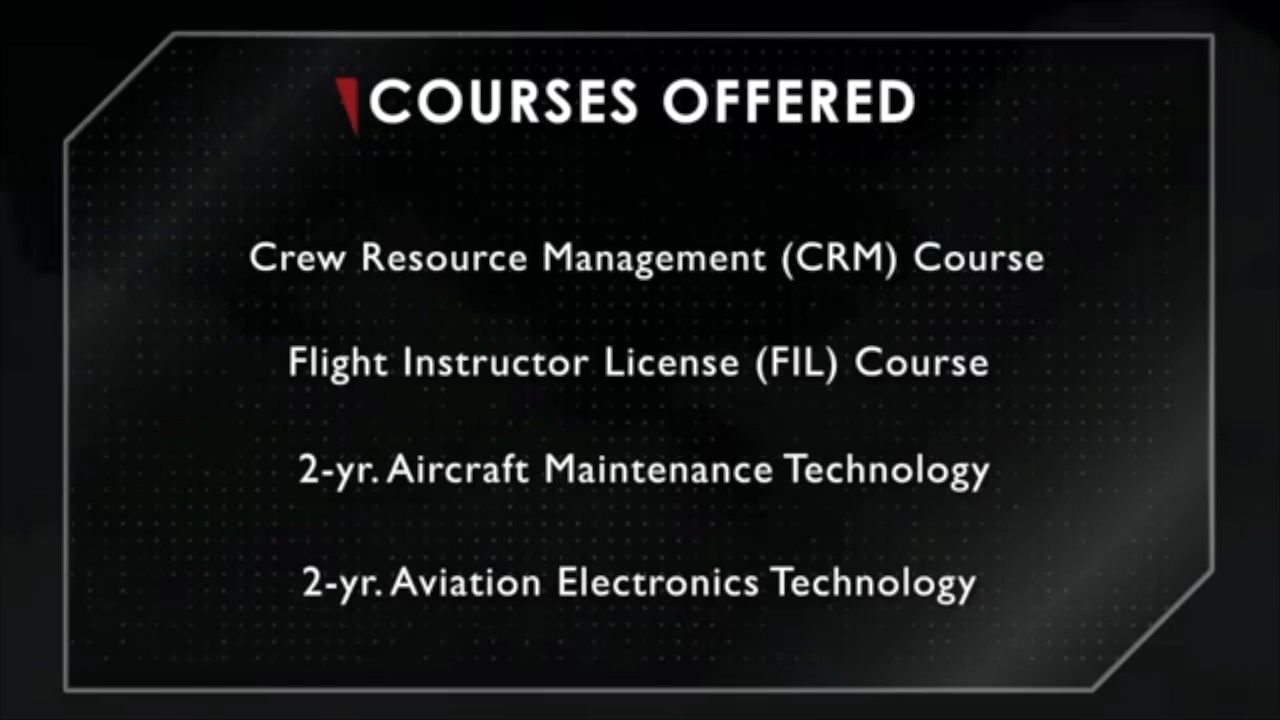 COURSES OFFERED
Crew Resource Management (CRM) Course
Flight Instructor License (FIL) Course
2-yr. Aircraft Maintenance Technology
2-yr. Aviation Electronics Technology